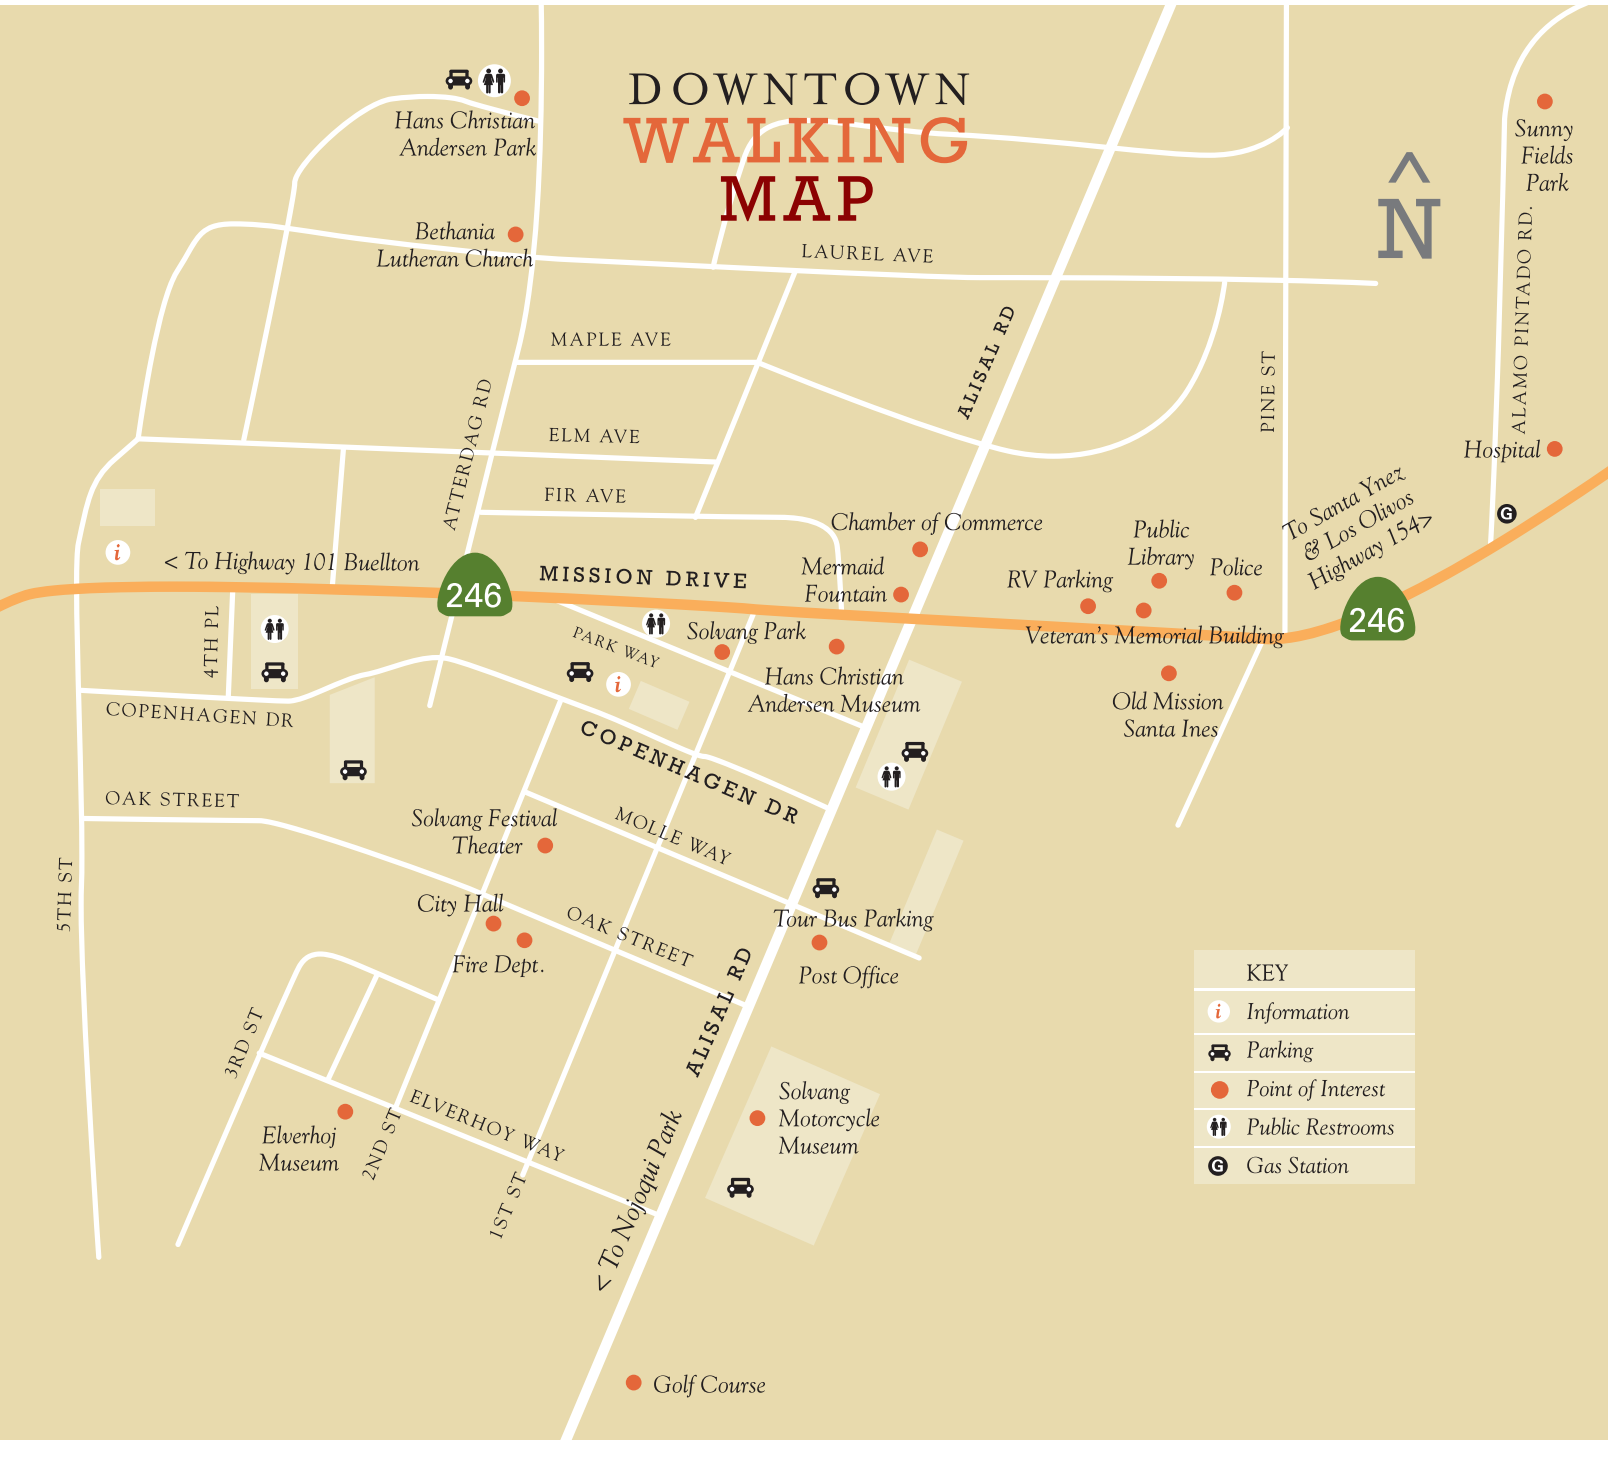 DOWNTOWN
WALKING
MAP
Hans Christian
Andersen Park
Bethania
Lutheran Church
LAUREL AVE
N
Sunny
Fields
Park
ALAMO PINTADO RD.
MAPLE AVE
ALISAL RD
PINE ST
ATTERDAG RD
ELM AVE
FIR AVE
Hospital
G
To Santa Ynez
& Los Olivos
Highway 154>
Chamber of Commerce
Mermaid
Fountain
Public
Library
RV Parking
Police
Veteran's Memorial Building
246
i
< To Highway 101 Buellton
246
MISSION DRIVE
4TH PL
PARK WAY
Solvang Park
i
Hans Christian
Andersen Museum
Old Mission
Santa Ines
COPENHAGEN DR
COPENHAGEN DR
OAK STREET
MOLLE WAY
Solvang Festival
Theater
5TH ST
City Hall
Fire Dept.
OAK STREET
Tour Bus Parking
Post Office
ALISAL RD
3RD ST
Elverhoj
Museum
2ND ST
ELVERHOY WAY
1ST ST
< To Nojoqui Park
Solvang
Motorcycle
Museum
Golf Course
KEY
i Information
Parking
Point of Interest
Public Restrooms
G Gas Station